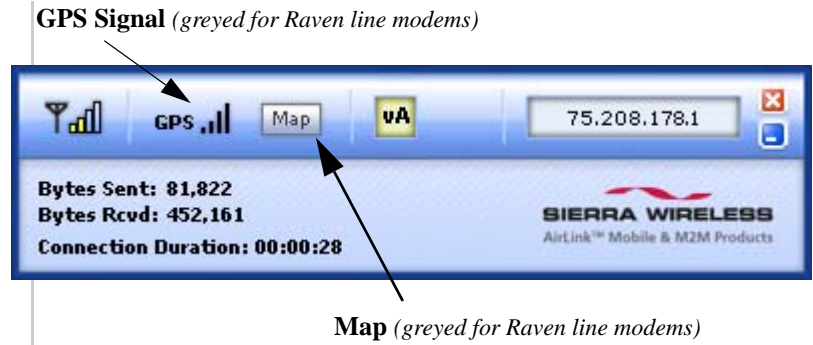 GPS Signal (greyed for Raven line modems)
GPS Map vA 75.208.178.1
Bytes Sent: 81,822
Bytes Rcvd: 452,161
Connection Duration: 00:00:28
SIERRA WIRELESS
AirLink™ Mobile & M2M Products
Map (greyed for Raven line modems)